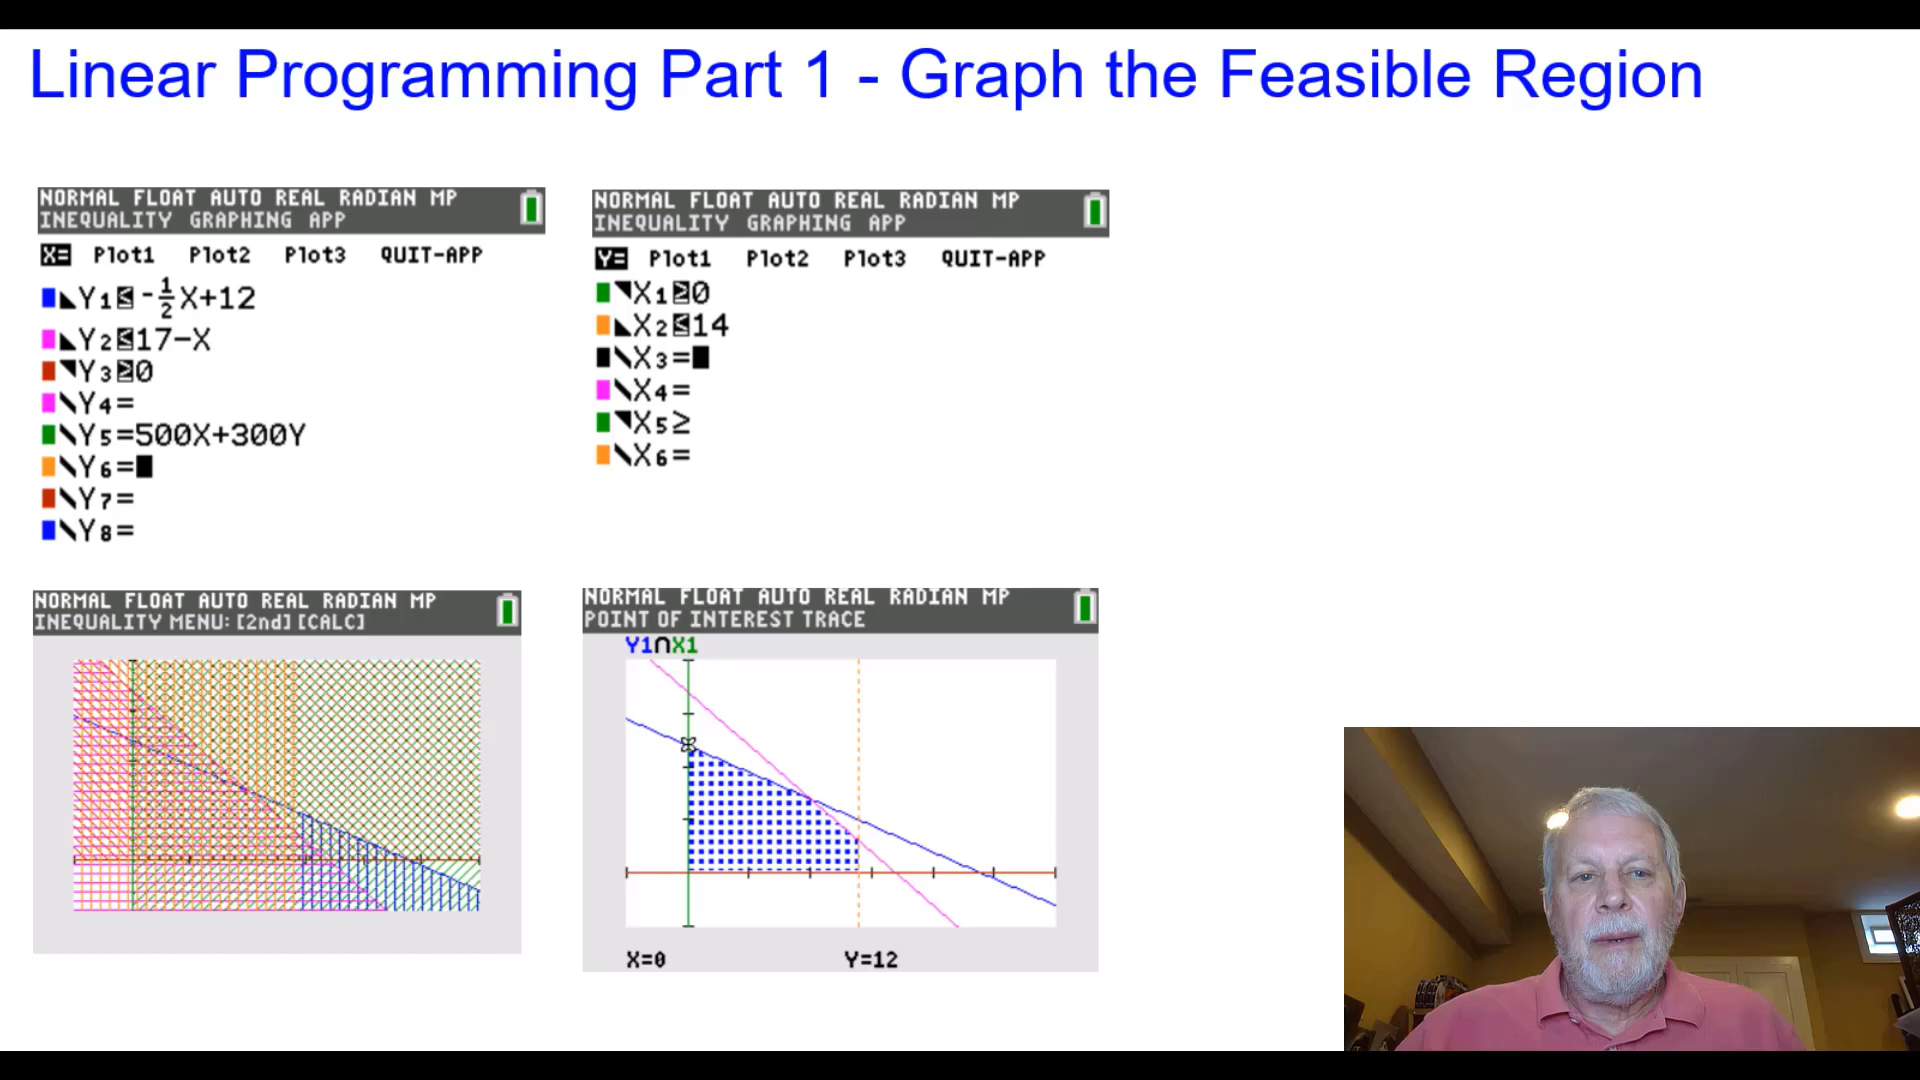 Linear Programming Part 1 - Graph the Feasible Region
NORMAL FLOAT AUTO REAL RADIAN MP
INEQUALITY GRAPHING APP
X= Plot1 Plot2 Plot3 QUIT-APP
Y1≤-1/2X+12
Y2≤17-X
Y3≥0
Y4=
Y5=500X+300Y
Y6=
Y7=
Y8=
NORMAL FLOAT AUTO REAL RADIAN MP
INEQUALITY GRAPHING APP
Y= Plot1 Plot2 Plot3 QUIT-APP
X1≥0
X2≤14
X3=
X4=
X5≥
X6=
NORMAL FLOAT AUTO REAL RADIAN MP
INEQUALITY MENU:[2nd][CALC]
NORMAL FLOAT AUTO REAL RADIAN MP
POINT OF INTEREST TRACE
Y1∩X1
X=0 Y=12